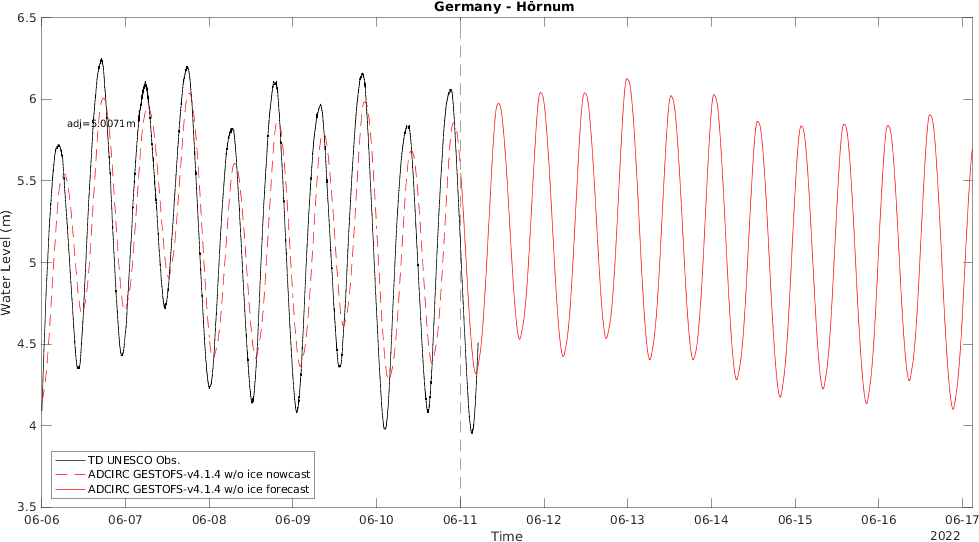 Germany - Hörnum
6.5
6
5.5
5
4.5
4
3.5
Water Level (m)
adj=5.0071m
TD UNESCO Obs.
ADCIRC GESTOFS-v4.1.4 w/o ice nowcast
ADCIRC GESTOFS-v4.1.4 w/o ice forecast
06-06 06-07 06-08 06-09 06-10 06-11 06-12 06-13 06-14 06-15 06-16 06-17
Time
2022